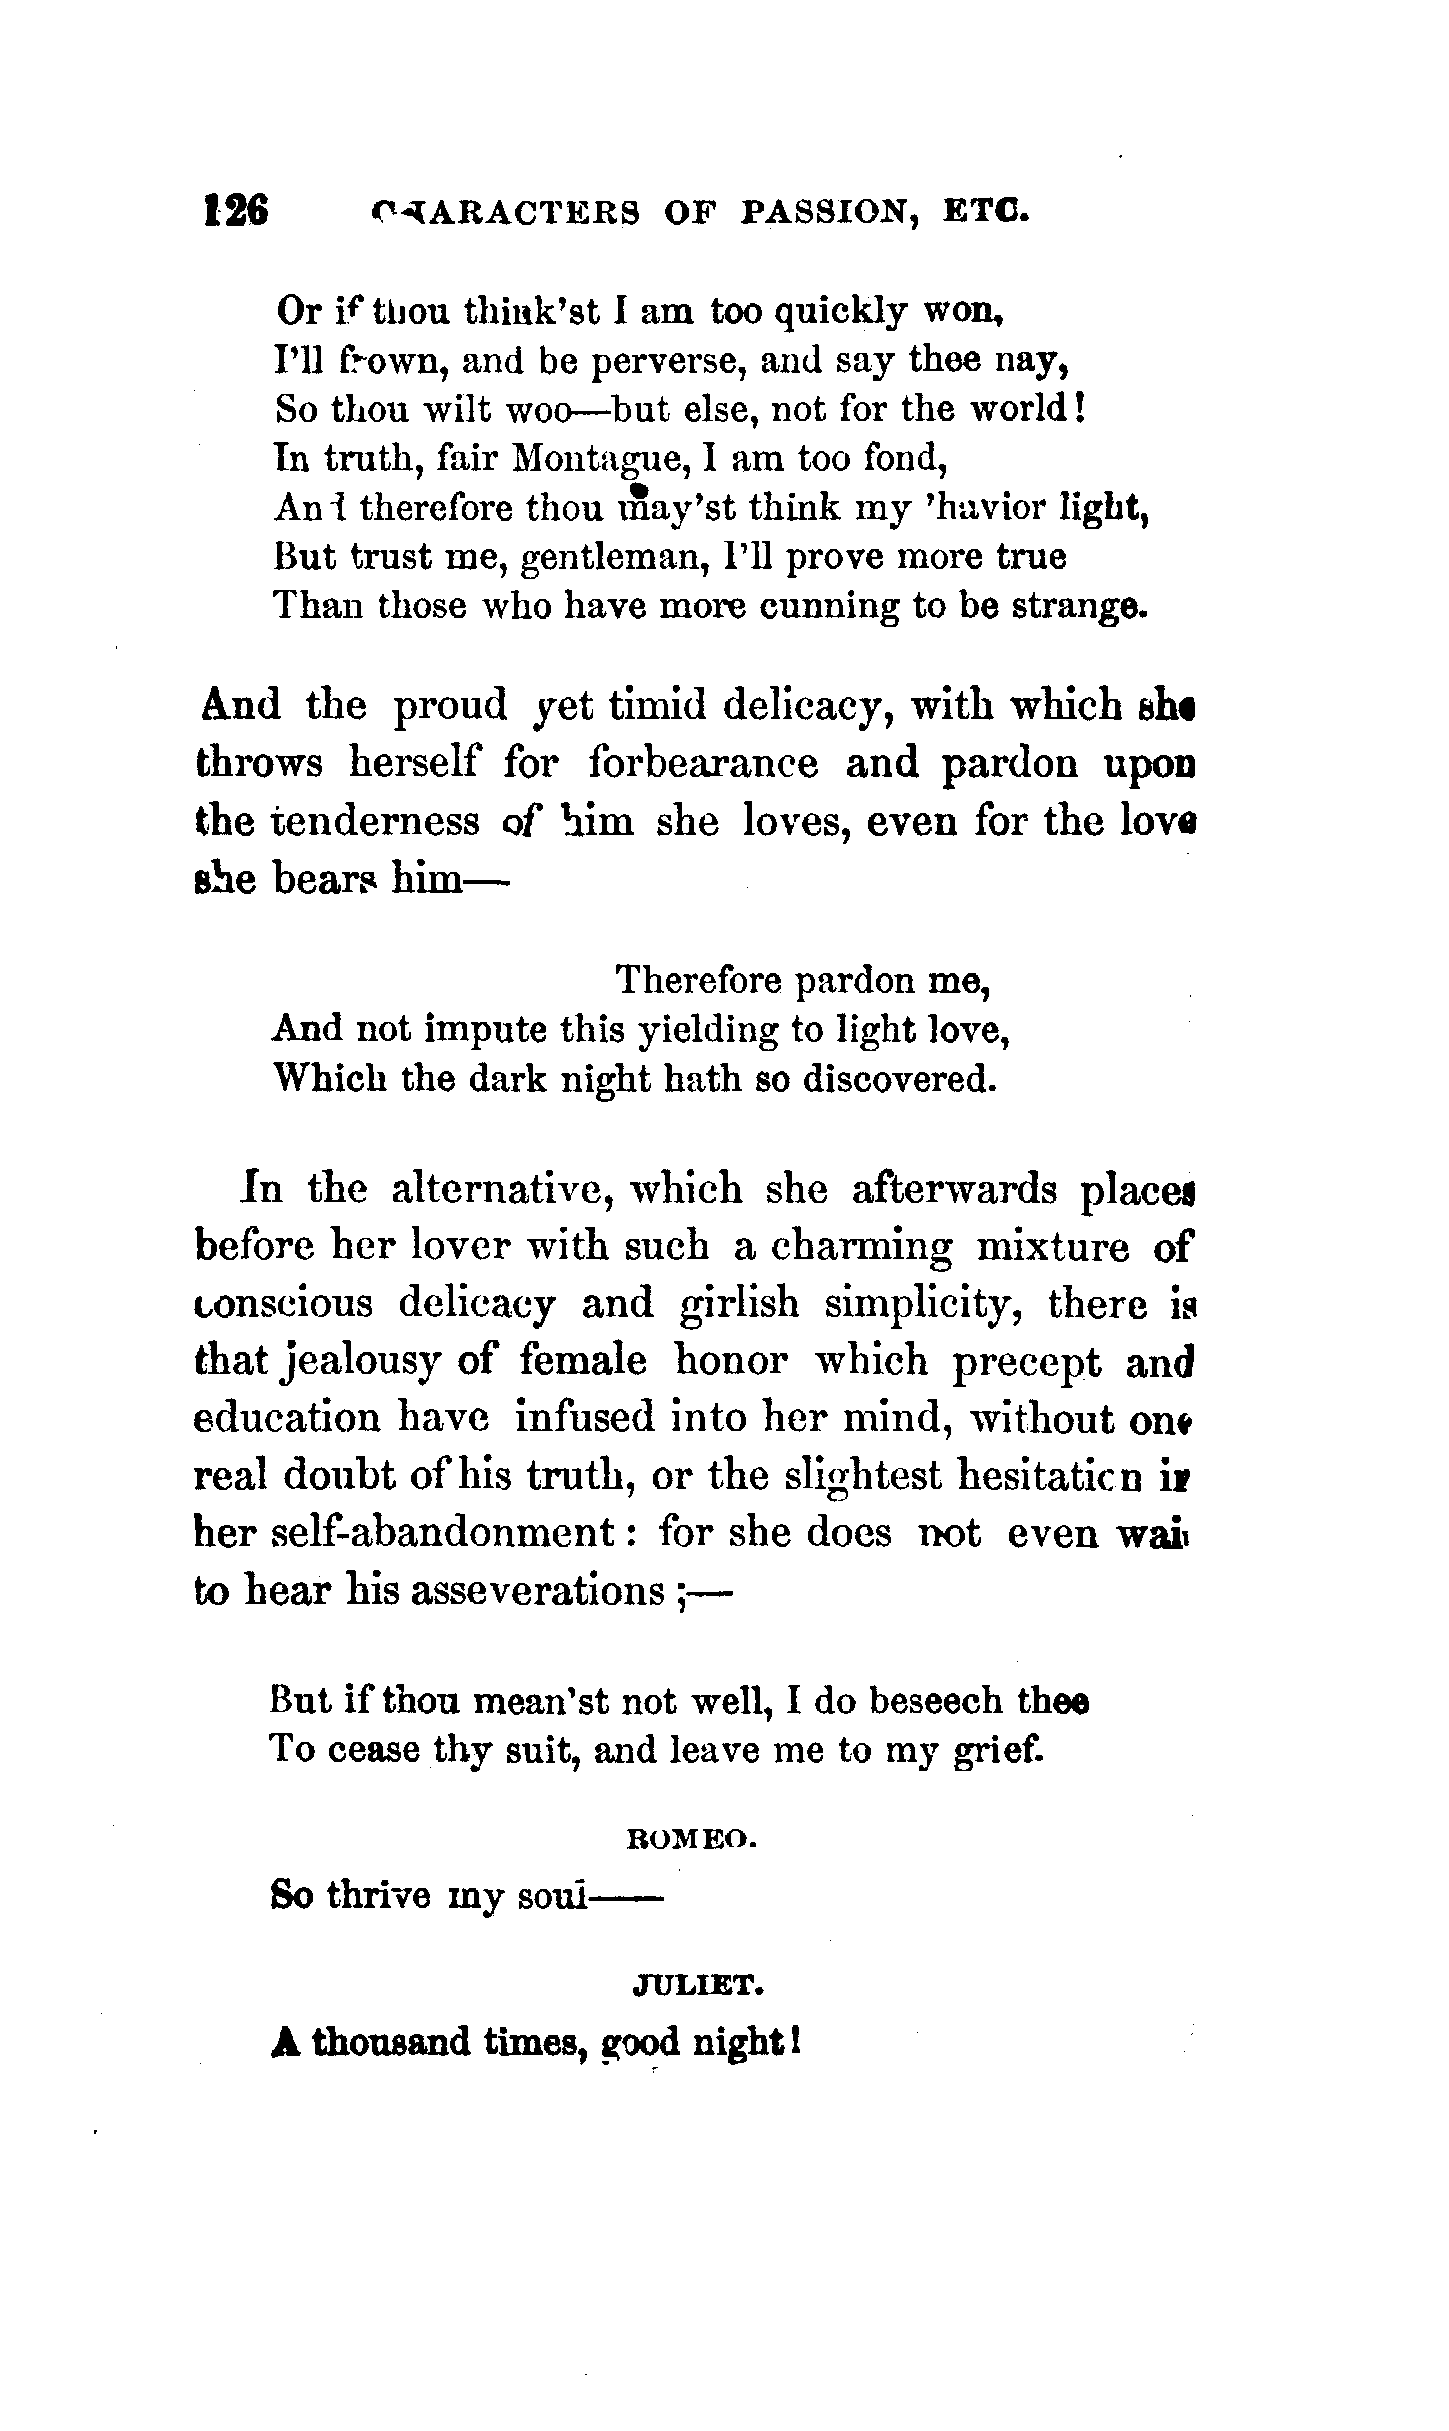 126 CHARACTERS OF PASSION, ETC.
Or if thou think'st I am too quickly won,
I'll frown, and be perverse, and say thee nay,
So thou wilt woo—but else, not for the world!
In truth, fair Montague, I am too fond,
And therefore thou may'st think my 'havior light,
But trust me, gentleman, I'll prove more true
Than those who have more cunning to be strange.
And the proud yet timid delicacy, with which she
throws herself for forbearance and pardon upon
the tenderness of him she loves, even for the love
she bears him—
Therefore pardon me,
And not impute this yielding to light love,
Which the dark night hath so discovered.
In the alternative, which she afterwards places
before her lover with such a charming mixture of
conscious delicacy and girlish simplicity, there is
that jealousy of female honor which precept and
education have infused into her mind, without one
real doubt of his truth, or the slightest hesitation in
her self-abandonment : for she does not even wait
to hear his asseverations ;—
But if thou mean'st not well, I do beseech thee
To cease thy suit, and leave me to my grief.
ROMEO.
So thrive my soul——
JULIET.
A thousand times, good night!